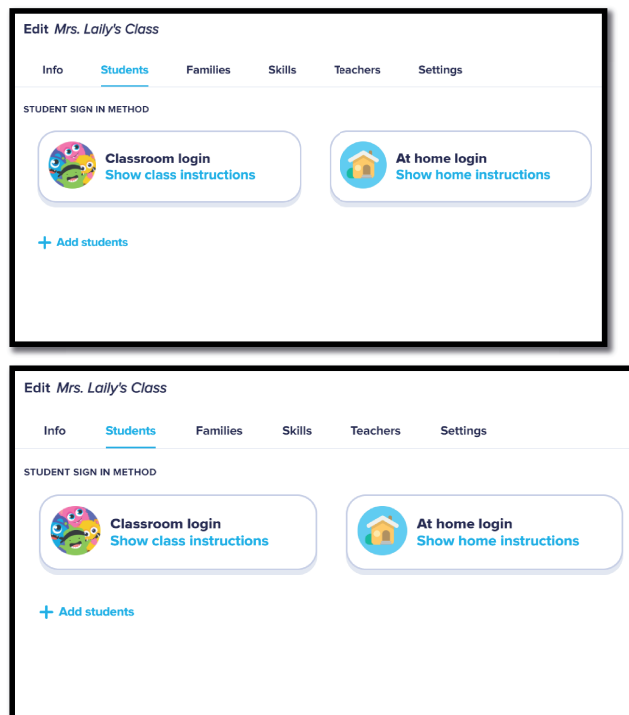 Edit Mrs. Laily's Class
Info Students Families Skills Teachers Settings
STUDENT SIGN IN METHOD
Classroom login
Show class instructions
At home login
Show home instructions
+ Add students
Edit Mrs. Laily's Class
Info Students Families Skills Teachers Settings
STUDENT SIGN IN METHOD
Classroom login
Show class instructions
At home login
Show home instructions
+ Add students